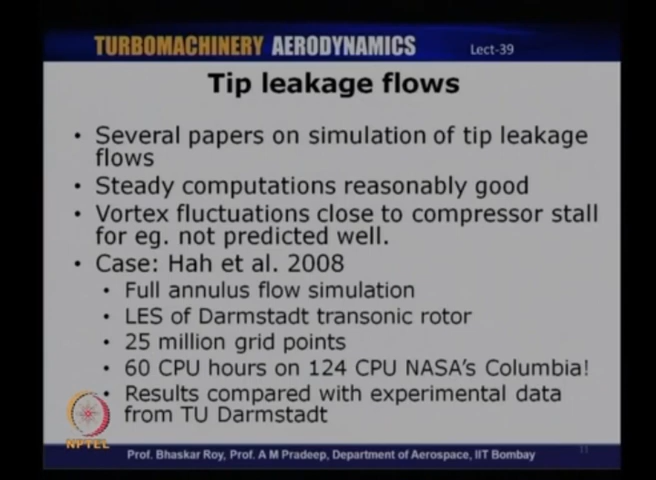 TURBOMACHINERY AERODYNAMICS Lect-39
Tip leakage flows
• Several papers on simulation of tip leakage
flows
• Steady computations reasonably good
• Vortex fluctuations close to compressor stall
for eg. not predicted well.
• Case: Hah et al. 2008
• Full annulus flow simulation
• LES of Darmstadt transonic rotor
• 25 million grid points
• 60 CPU hours on 124 CPU NASA's Columbia!
• Results compared with experimental data
from TU Darmstadt
NPTEL
Prof. Bhaskar Roy, Prof. A M Pradeep, Department of Aerospace, IIT Bombay
11